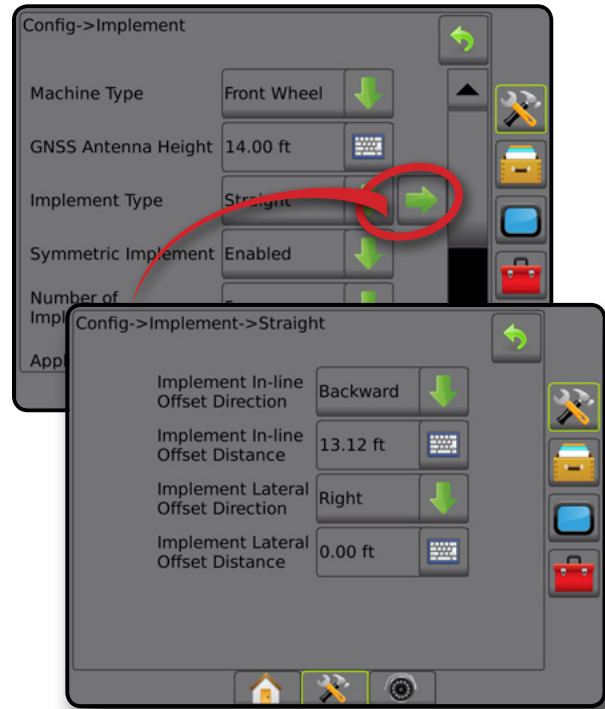 Config->Implement
Machine Type Front Wheel
GNSS Antenna Height 14.00 ft
Implement Type Straight
Symmetric Implement Enabled
Number of
Config->Implement->Straight
Implement In-line
Offset Direction Backward
Implement In-line
Offset Distance 13.12 ft
Implement Lateral
Offset Direction Right
Implement Lateral
Offset Distance 0.00 ft